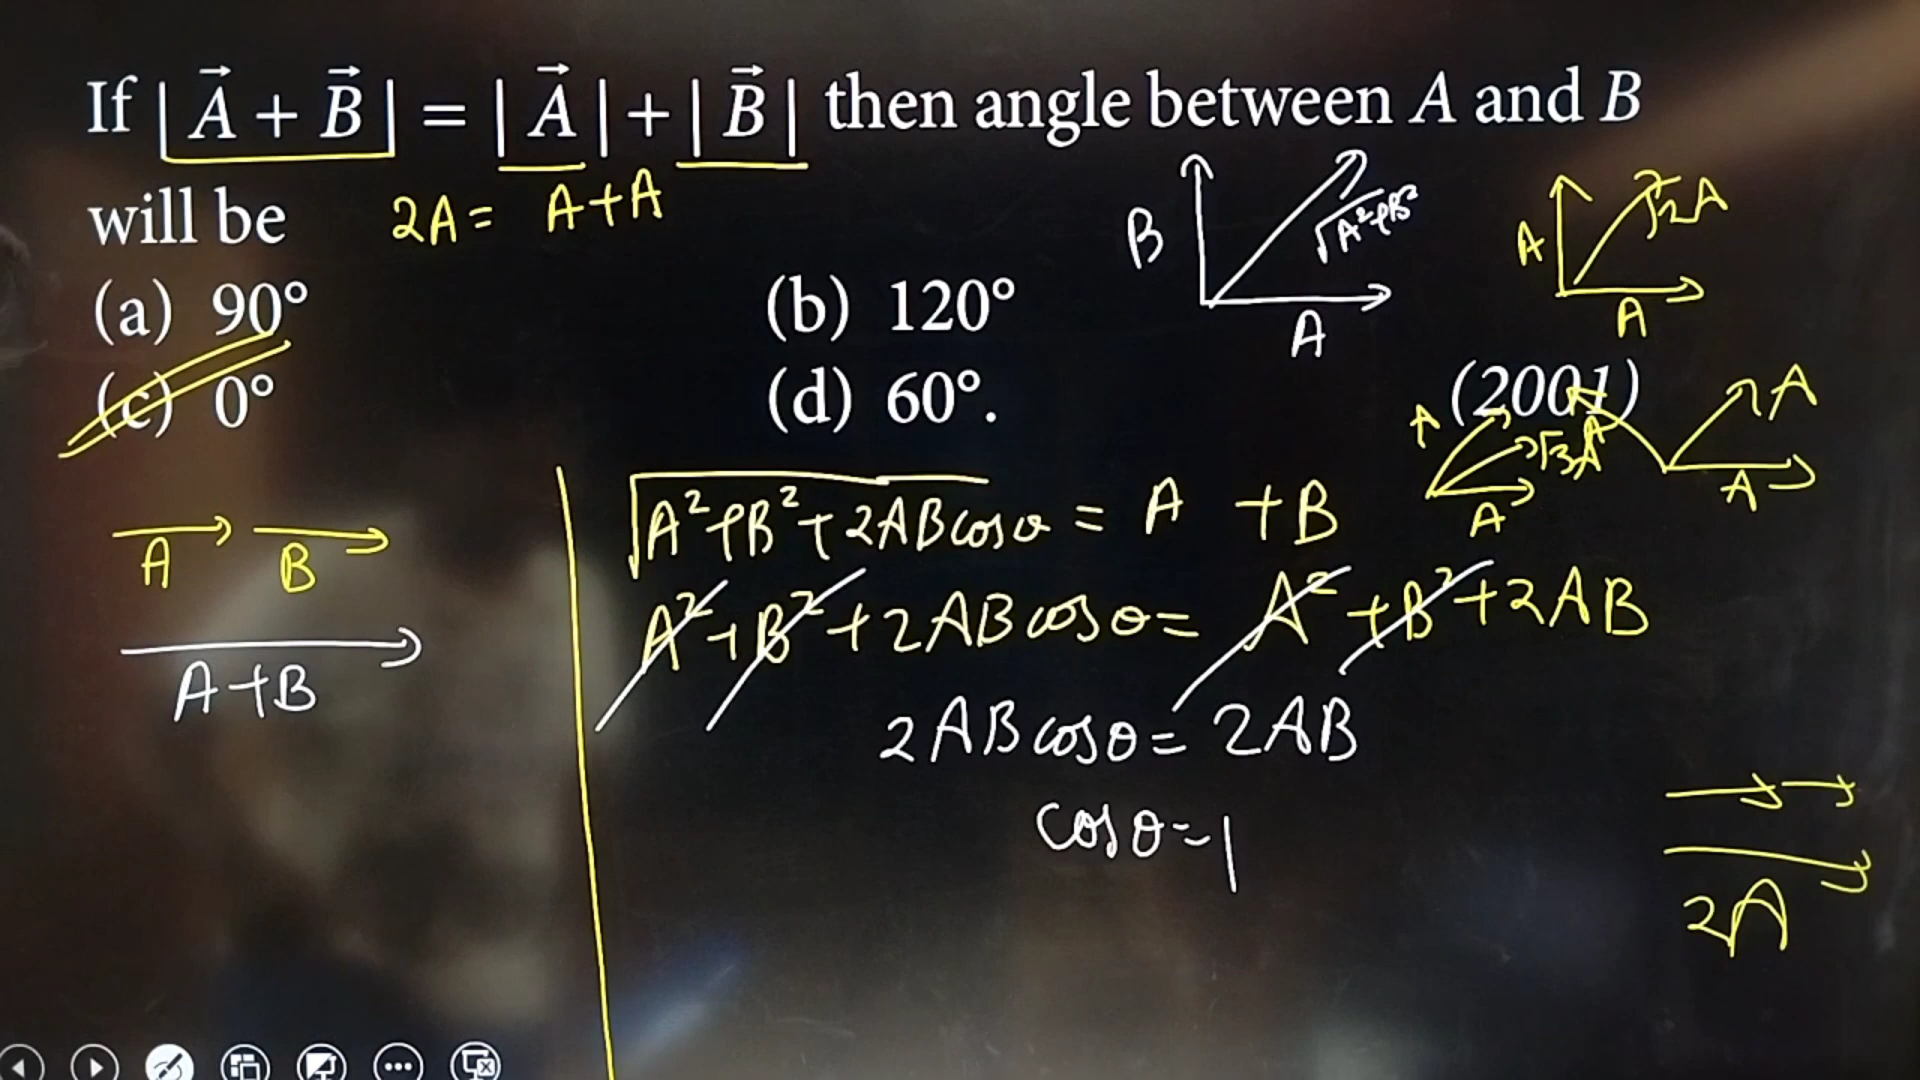 If |A⃗ + B⃗| = |A⃗| + |B⃗| then angle between A and B
will be
2A = A+A
(a) 90°
(b) 120°
(c) 0°
(d) 60°.
(2001)
B
√A²+B²
A
A
√2A
A
A
√3A
A
A
A
A
A
B
A+B
√A²+B²+2ABcosθ = A + B
A²+B²+2ABcosθ = A²+B²+2AB
2ABcosθ = 2AB
cosθ=1
2A